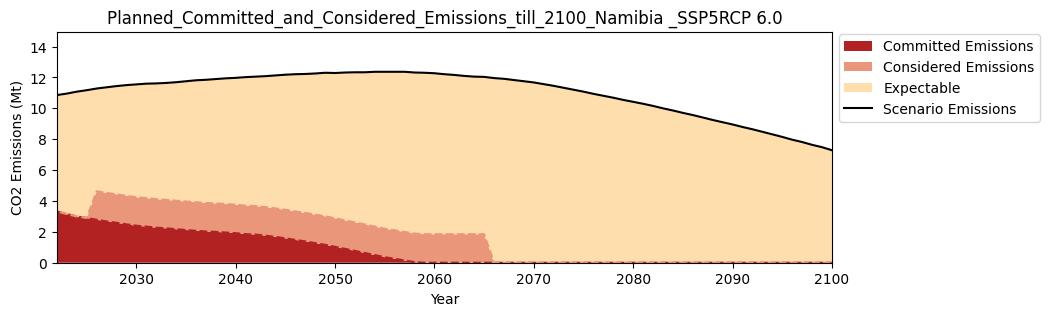 Planned_Committed_and_Considered_Emissions_till_2100_Namibia _SSP5RCP 6.0
CO2 Emissions (Mt)
14
12
10
8
6
4
2
0
2030 2040 2050 2060 2070 2080 2090 2100
Year
Committed Emissions
Considered Emissions
Expectable
Scenario Emissions